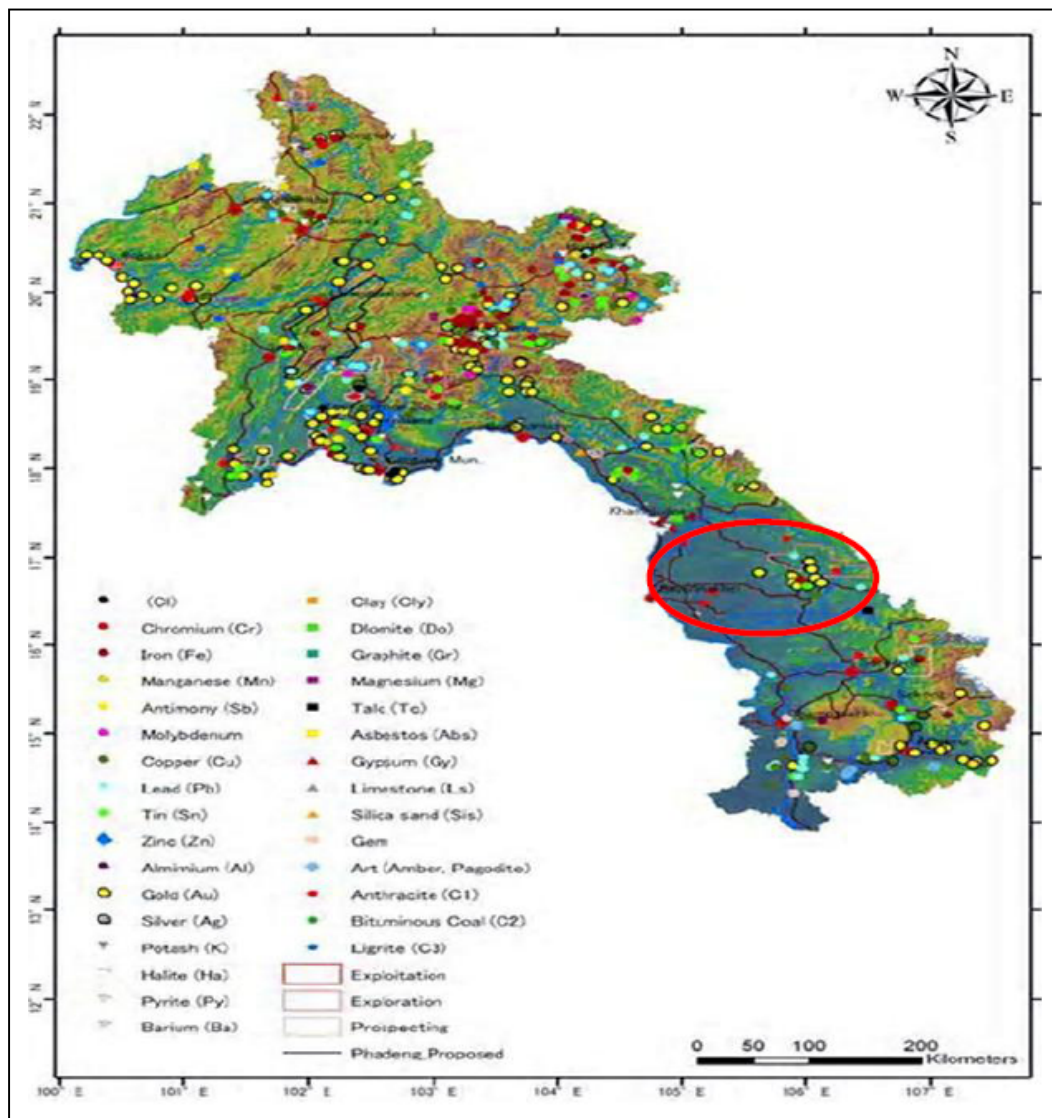 N
W E
S
22° N
21° N
20° N
19° N
18° N
17° N
16° N
15° N
14° N
13° N
12° N
(Cl)
Chromium (Cr)
Iron (Fe)
Manganese (Mn)
Antimony (Sb)
Molybdenum
Copper (Cu)
Lead (Pb)
Tin (Sn)
Zinc (Zn)
Almimium (Al)
Gold (Au)
Silver (Ag)
Potash (K)
Halite (Ha)
Pyrite (Py)
Barium (Ba)
Clay (Cly)
Dlomite (Do)
Graphite (Gr)
Magnesium (Mg)
Talc (Tc)
Asbestos (Abs)
Gypsum (Gy)
Limestone (Ls)
Silica sand (Sis)
Gem
Art (Amber, Pagodite)
Anthracite (C1)
Bituminous Coal (C2)
Lignite (C3)
Exploitation
Exploration
Prospecting
Phadeng_Proposed
0 50 100 200
Kilometers
100° E 101° E 102° E 103° E 104° E 105° E 106° E 107° E